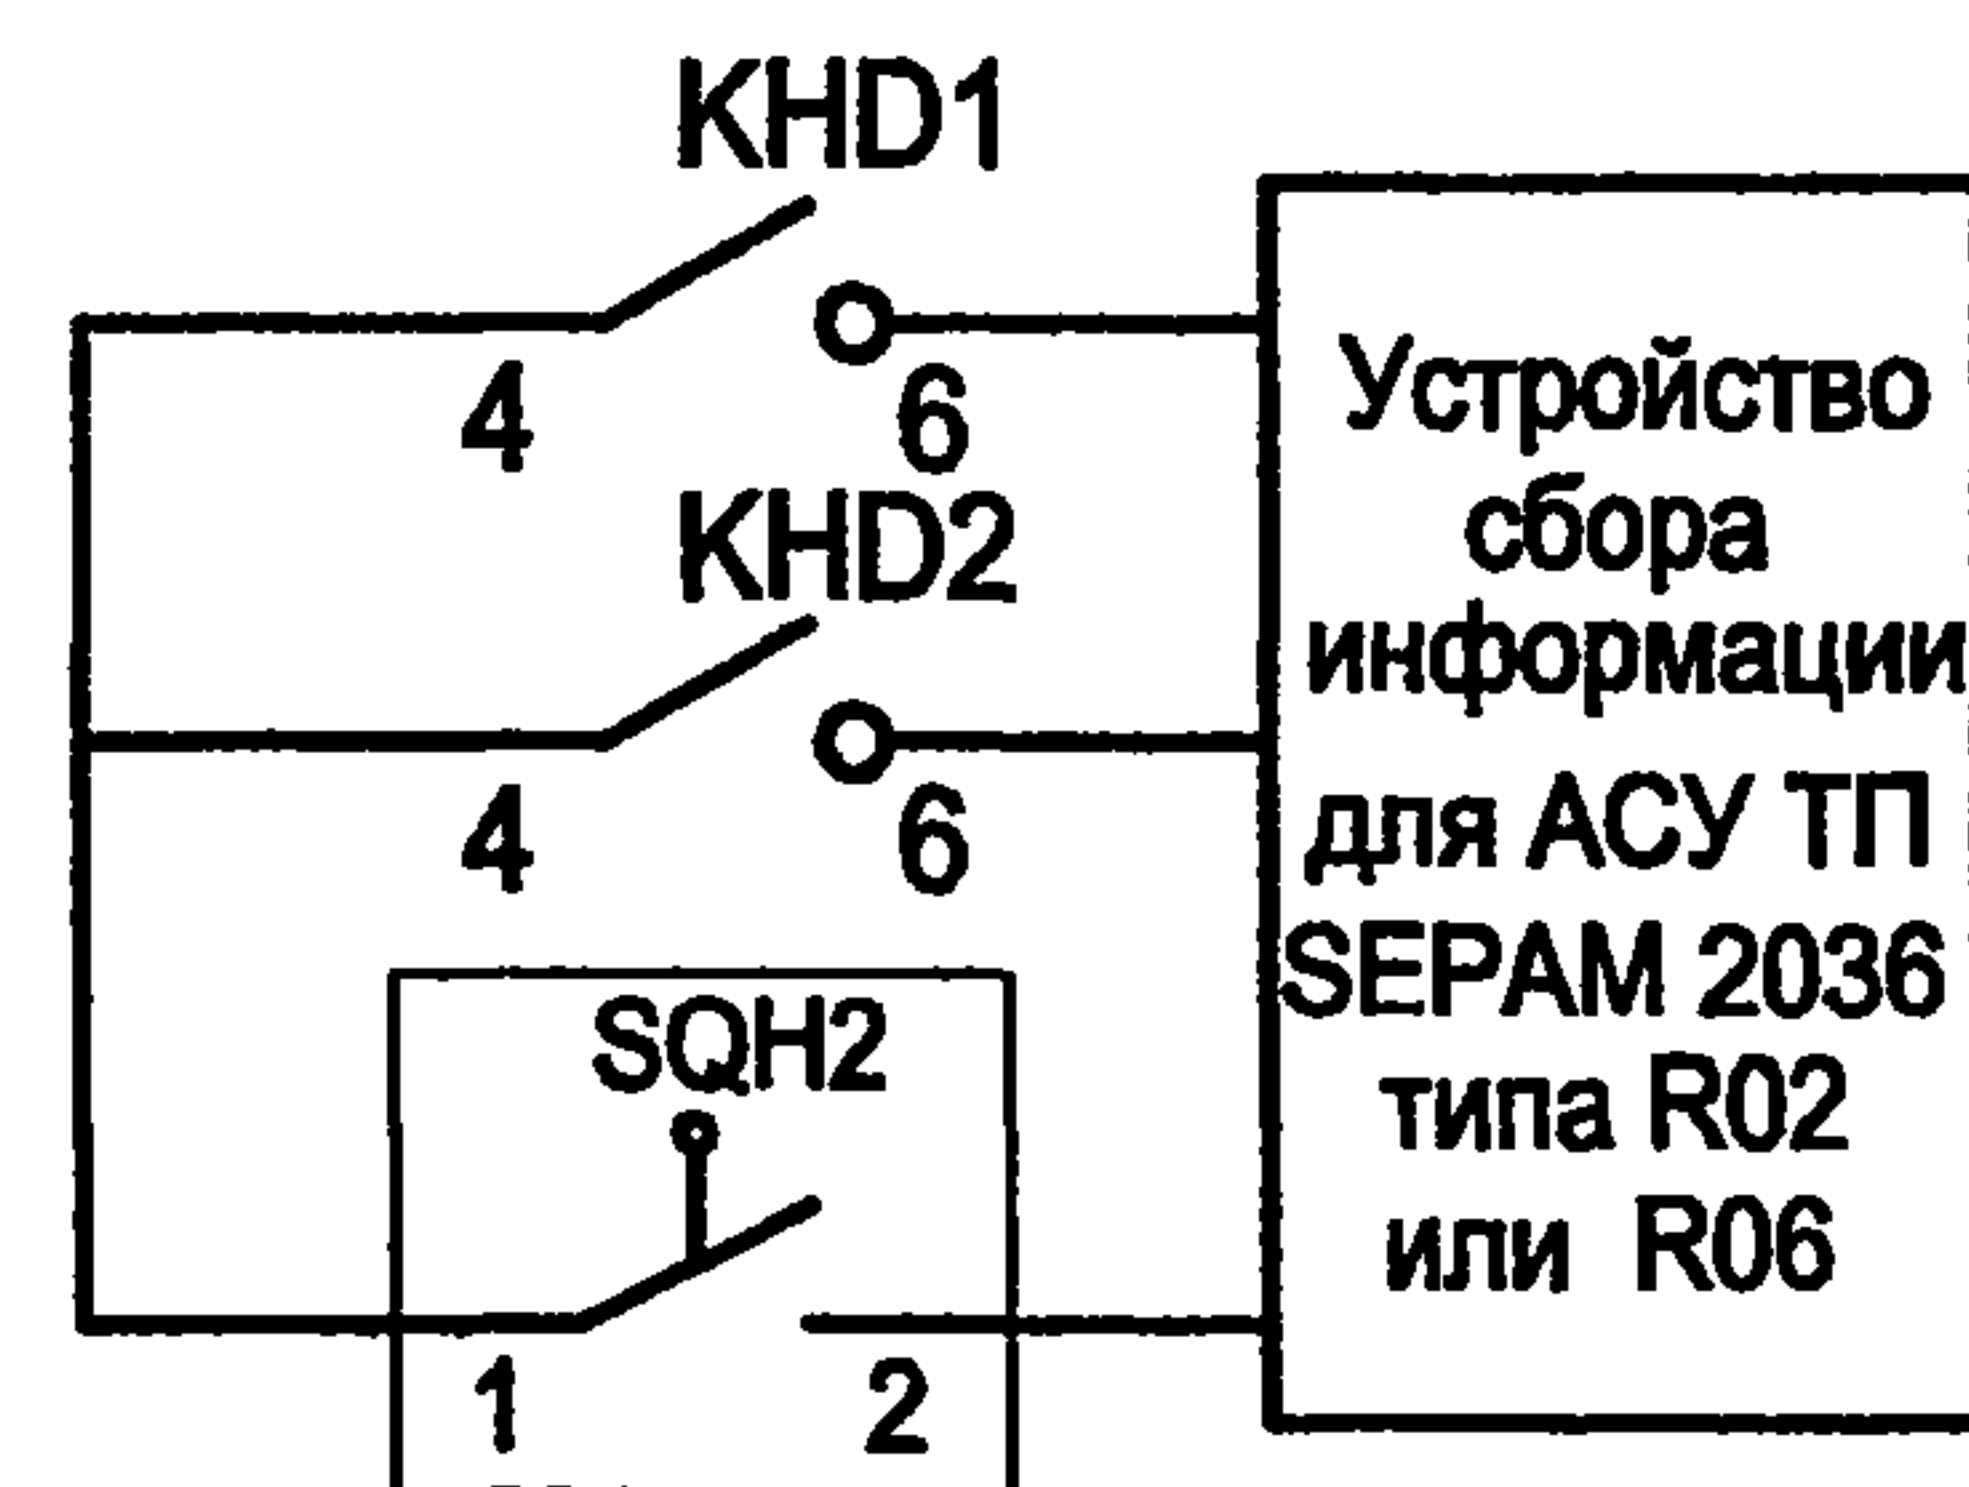 KHD1
4 6
KHD2
4 6
SQH2
1 2
Устройство
сбора
информации
для АСУ ТП
SEPAM 2036
типа R02
или R06